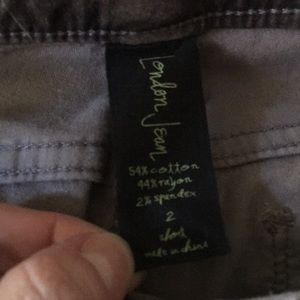 London Jean
54% cotton
44% rayon
2% spandex
2
short
made in china